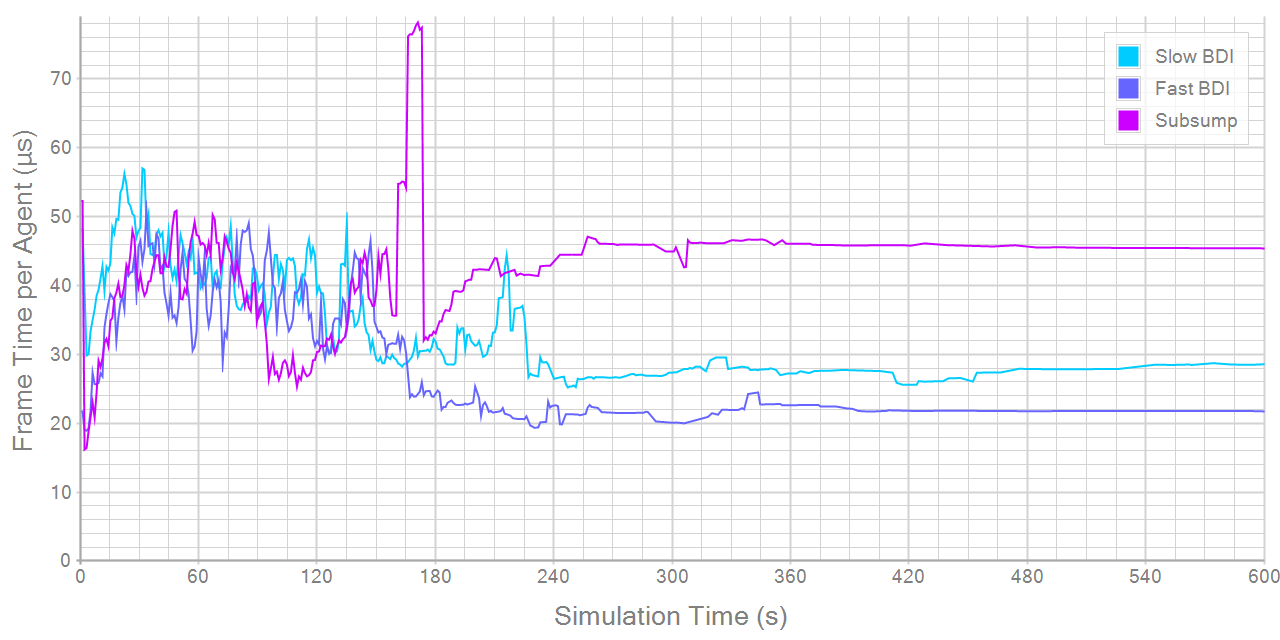 Frame Time per Agent (µs)
70
60
50
40
30
20
10
0
0 60 120 180 240 300 360 420 480 540 600
Simulation Time (s)
Slow BDI
Fast BDI
Subsump